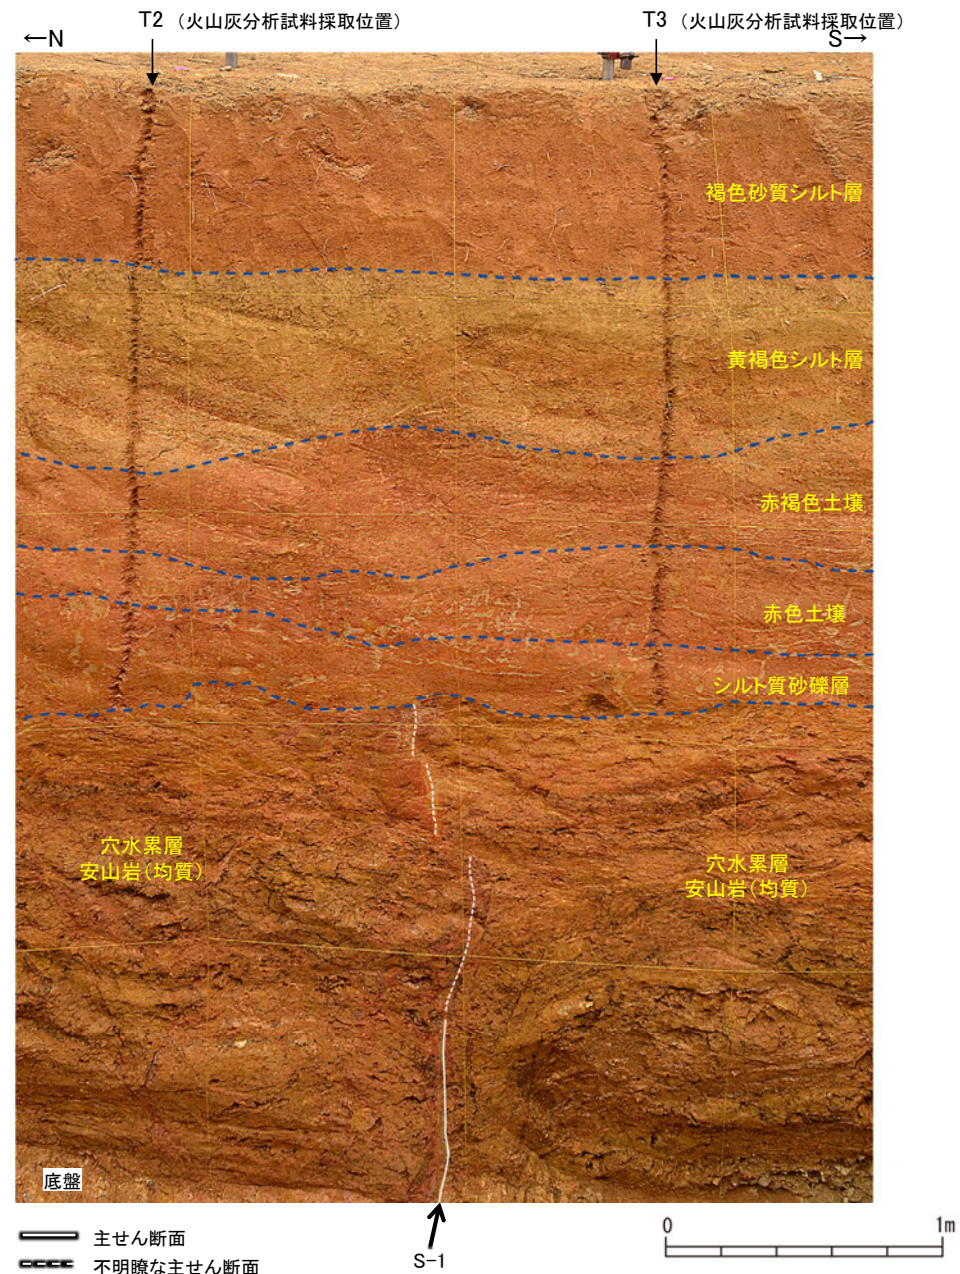 T2 （火山灰分析試料採取位置）
T3 （火山灰分析試料採取位置）
←N
S→
褐色砂質シルト層
黄褐色シルト層
赤褐色土壌
赤色土壌
シルト質砂礫層
穴水累層
安山岩（均質）
穴水累層
安山岩（均質）
底盤
主せん断面
不明瞭な主せん断面
S-1
0
1m